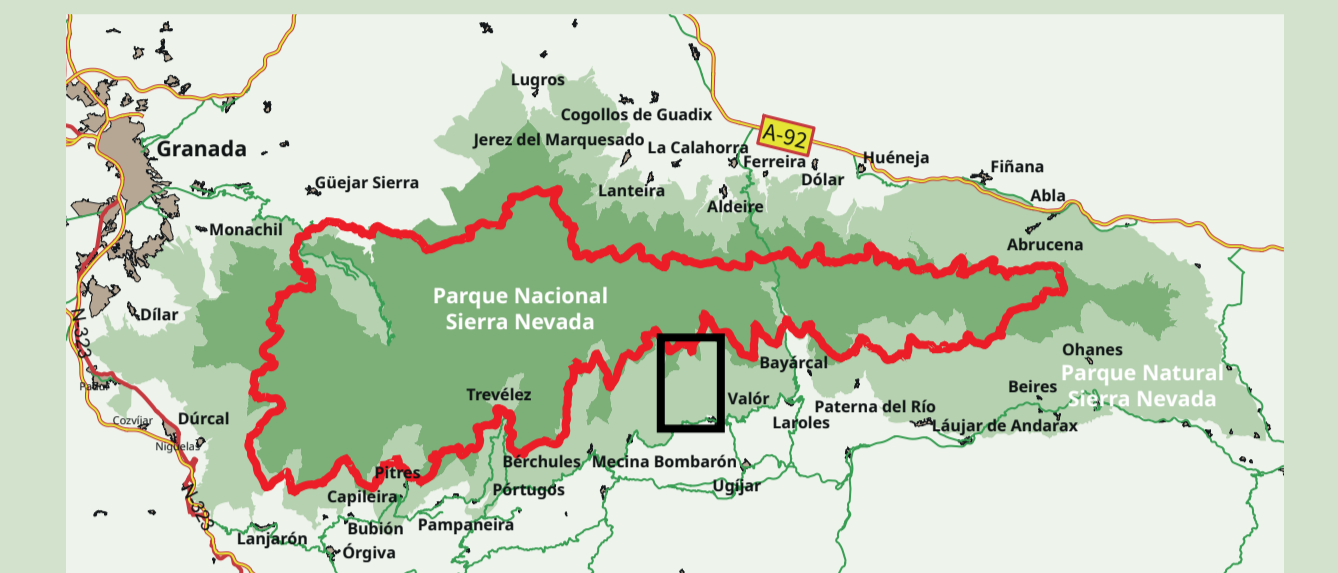 Lugros
Cogollos de Guadix
Jerez del Marquesado
La Calahorra
A-92
Granada
Ferreira
Huéneja
Fiñana
Güejar Sierra
Lanteira
Dólar
Abla
Aldeire
Monachil
Abrucena
Parque Nacional
Sierra Nevada
Dílar
N-323
Ohanes
Bayárcal
Parque Natural
Sierra Nevada
Padul
Trevélez
Beires
Valór
Paterna del Río
Cozvíjar
Dúrcal
Laroles
Láujar de Andarax
Nigüelas
Bérchules
Mecina Bombarón
Pitres
Ugíjar
Capileira
Pórtugos
N-323
Bubión
Pampaneira
Lanjarón
Órgiva